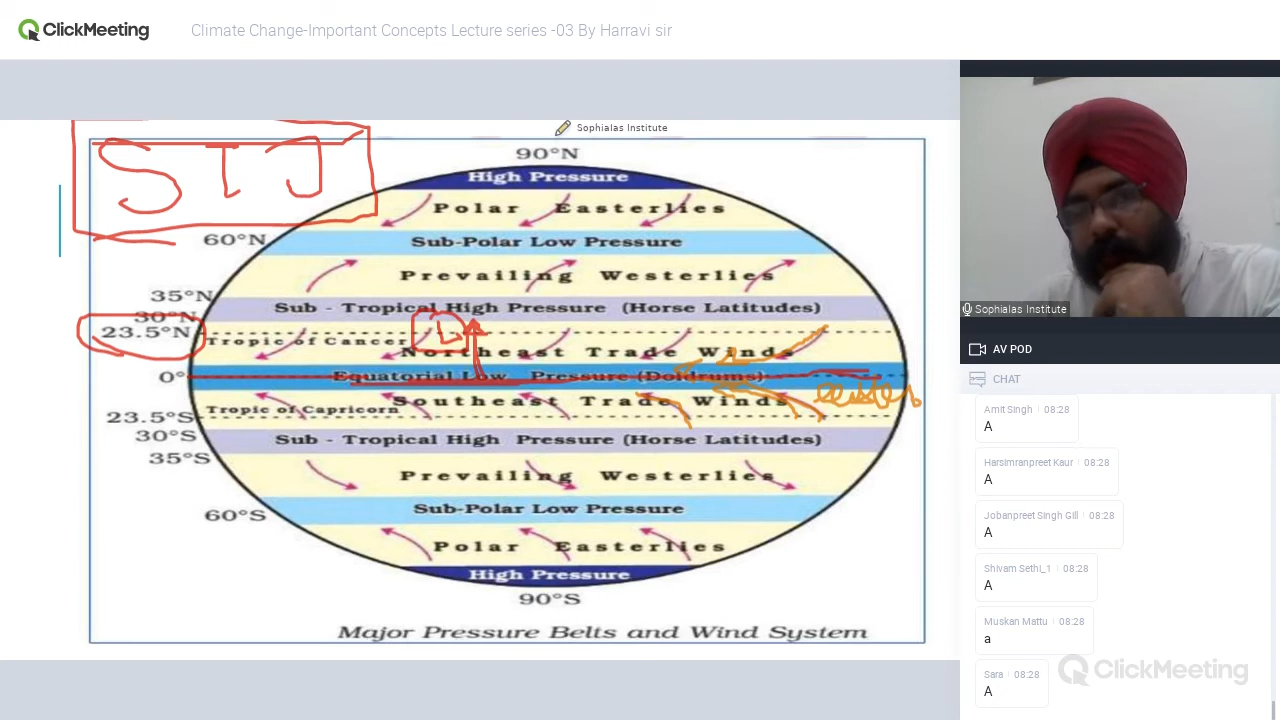 ClickMeeting
Climate Change-Important Concepts Lecture series -03 By Harravi sir
Sophialas Institute
STJ
90°N
High Pressure
Polar Easterlies
60°N
Sub-Polar Low Pressure
Prevailing Westerlies
35°N
Sub - Tropical High Pressure (Horse Latitudes)
30°N
23.5°N
Tropic of Cancer
L
Northeast Trade Winds
0°
Equatorial Low Pressure (Doldrums)
Southeast Trade Winds
Tropic of Capricorn
23.5°S
30°S
Sub - Tropical High Pressure (Horse Latitudes)
35°S
Prevailing Westerlies
60°S
Sub-Polar Low Pressure
Polar Easterlies
High Pressure
90°S
Major Pressure Belts and Wind System
Sophialas Institute
AV POD
CHAT
Amit Singh 08:28
A
Harsimranpreet Kaur 08:28
A
Jobanpreet Singh Gill 08:28
A
Shivam Sethi_1 08:28
A
Muskan Mattu 08:28
a
Sara 08:28
A
ClickMeeting